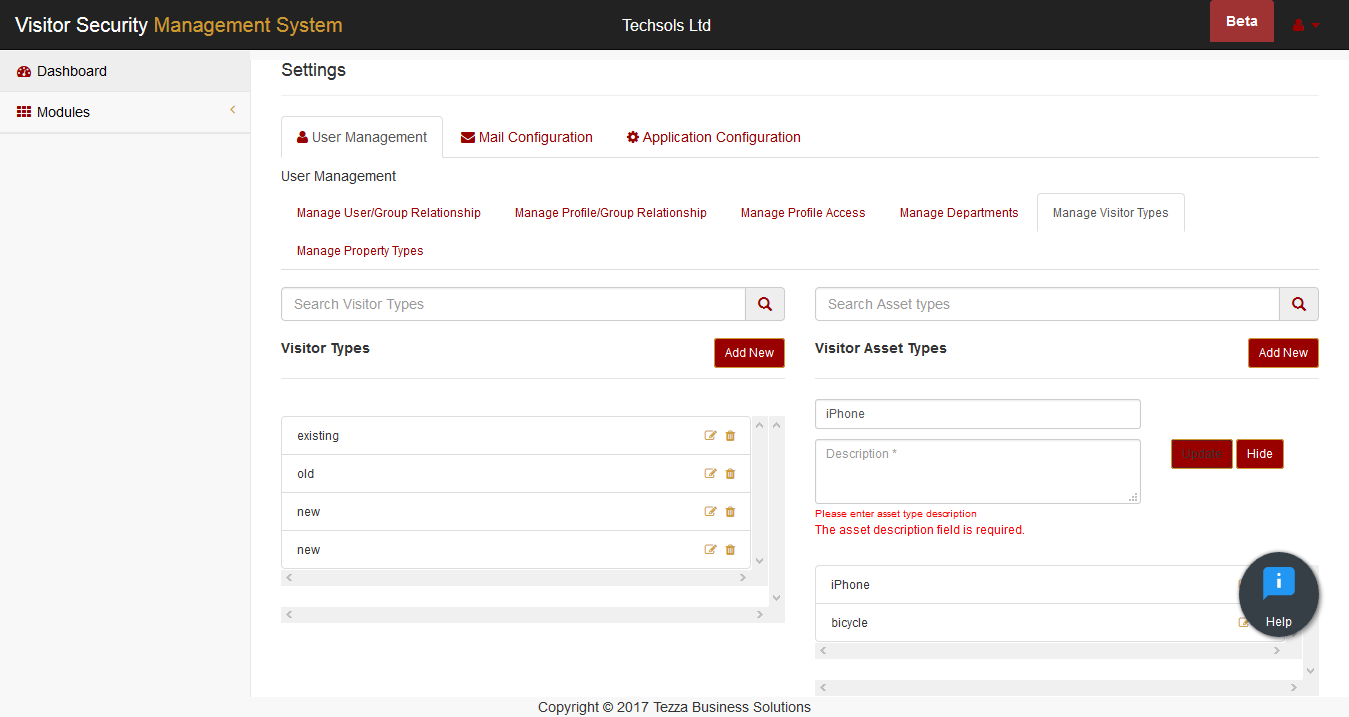 Visitor Security Management System
Techsols Ltd
Beta
Dashboard
Modules
Settings
User Management
Mail Configuration
Application Configuration
User Management
Manage User/Group Relationship
Manage Profile/Group Relationship
Manage Profile Access
Manage Departments
Manage Visitor Types
Manage Property Types
Search Visitor Types
Visitor Types
Add New
existing
old
new
new
Search Asset types
Visitor Asset Types
Add New
iPhone
Description *
Update
Hide
Please enter asset type description
The asset description field is required.
iPhone
bicycle
Help
Copyright © 2017 Tezza Business Solutions